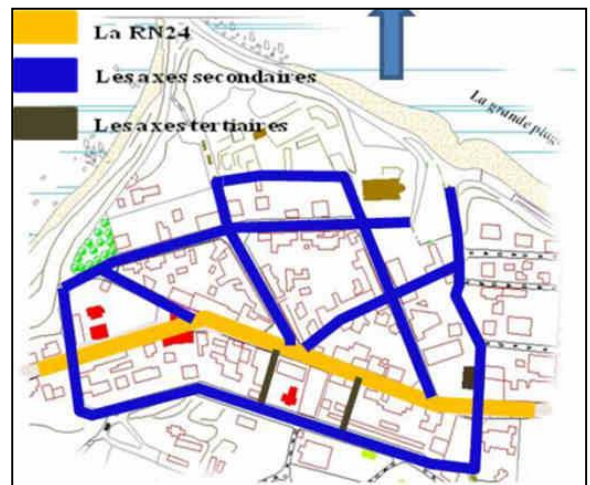 La RN24
Les axes secondaires
Les axes tertiaires
La grande plage